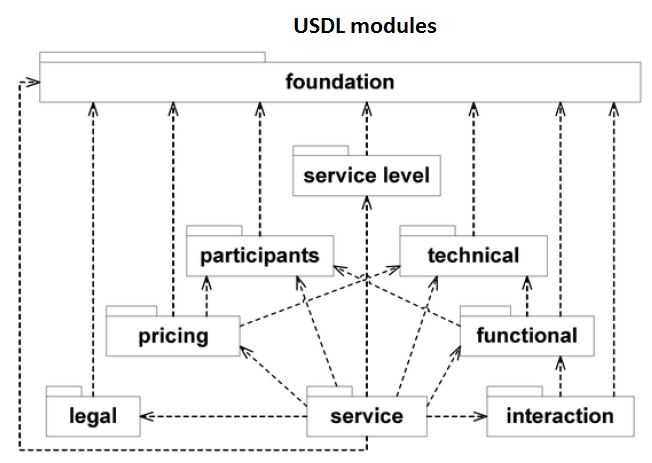 USDL modules
foundation
service level
participants
technical
pricing
functional
legal
service
interaction